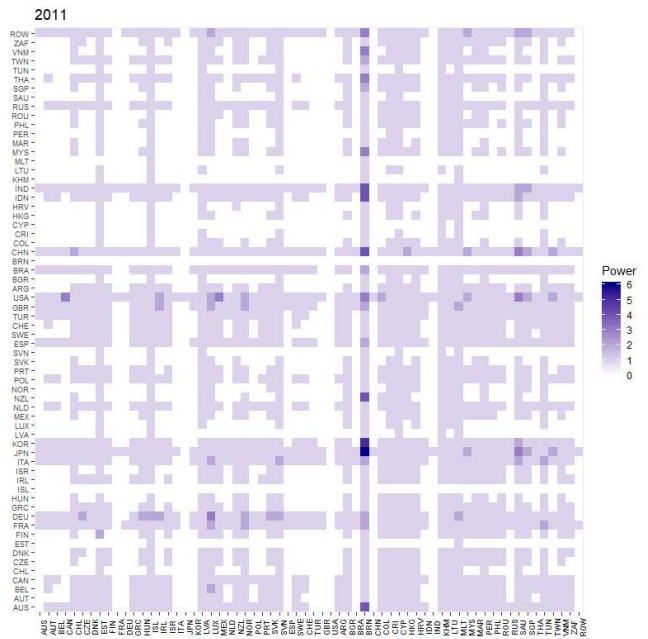 2011
ROW
ZAF
VNM
TWN
TUN
THA
SGP
SAU
RUS
ROU
PHL
PER
MAR
MYS
MLT
LTU
KHM
IND
IDN
HRV
HKG
CYP
CRI
COL
CHN
BRN
BRA
BGR
ARG
USA
GBR
TUR
CHE
SWE
ESP
SVN
SVK
PRT
POL
NOR
NZL
NLD
MEX
LUX
LVA
KOR
JPN
ITA
ISR
IRL
ISL
HUN
GRC
DEU
FRA
FIN
EST
DNK
CZE
CHL
CAN
BEL
AUT
AUS
AUS AUT BEL CAN CHL CZE DNK EST FIN FRA DEU GRC HUN ISL IRL ISR ITA JPN KOR LVA LUX MEX NLD NZL NOR POL PRT SVK SVN ESP SWE CHE TUR GBR USA ARG BGR BRA BRN CHN COL CRI CYP HKG HRV IDN IND KHM LTU MLT MYS MAR PER PHL ROU RUS SAU SGP THA TUN TWN VNM ZAF ROW
Power
6
5
4
3
2
1
0